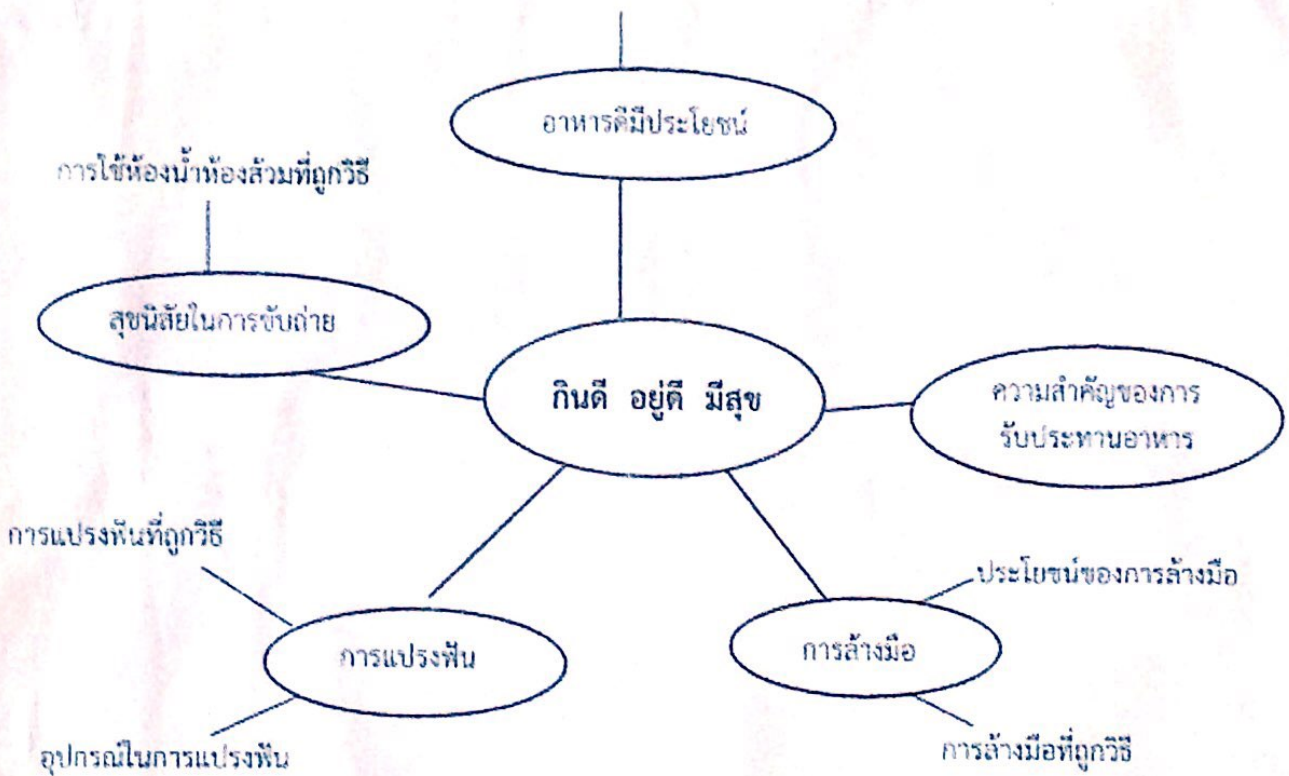 อาหารดีมีประโยชน์
การใช้ห้องน้ำห้องส้วมที่ถูกวิธี
สุขนิสัยในการขับถ่าย
กินดี อยู่ดี มีสุข
ความสำคัญของการ
รับประทานอาหาร
การแปรงฟันที่ถูกวิธี
ประโยชน์ของการล้างมือ
การแปรงฟัน
การล้างมือ
อุปกรณ์ในการแปรงฟัน
การล้างมือที่ถูกวิธี